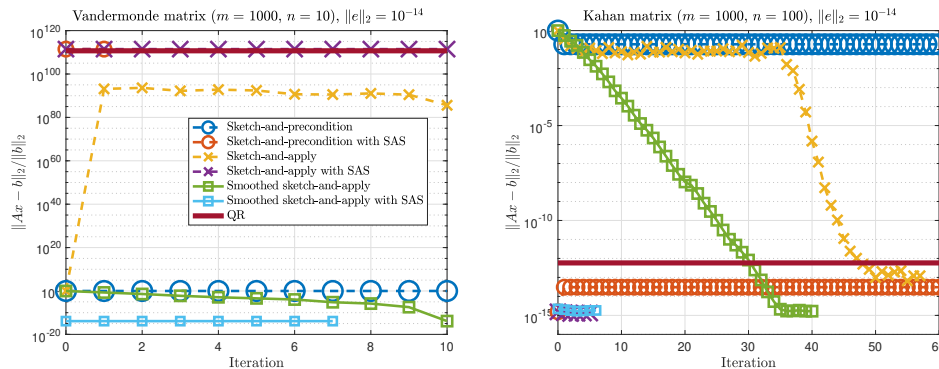 Vandermonde matrix (m = 1000, n = 10), ‖e‖₂ = 10⁻¹⁴
10¹²⁰
10¹⁰⁰
10⁸⁰
10⁶⁰
10⁴⁰
10²⁰
10⁰
10⁻²⁰
‖Ax − b‖₂/‖b‖₂
Sketch-and-precondition
Sketch-and-precondition with SAS
Sketch-and-apply
Sketch-and-apply with SAS
Smoothed sketch-and-apply
Smoothed sketch-and-apply with SAS
QR
0 2 4 6 8 10
Iteration
Kahan matrix (m = 1000, n = 100), ‖e‖₂ = 10⁻¹⁴
10⁰
10⁻⁵
10⁻¹⁰
10⁻¹⁵
‖Ax − b‖₂/‖b‖₂
0 10 20 30 40 50
Iteration